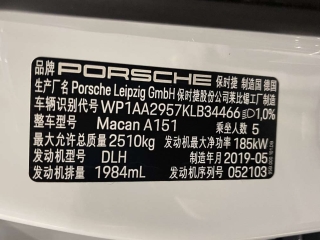 品牌 PORSCHE 保时捷 制造国 德国
生产厂名 Porsche Leipzig GmbH 保时捷股份公司莱比锡工厂制造
车辆识别代号 WP1AA2957KLB34466 1,0%
整车型号 Macan A151 乘坐人数 5
最大允许总质量 2510kg 发动机最大净功率 185kW
发动机型号 DLH 制造年月 2019-05
发动机排量 1984mL 发动机序列号 052103